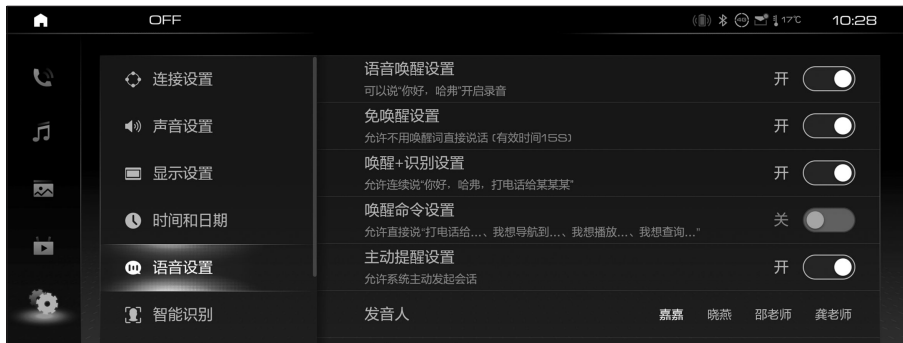 OFF
17℃
10:28
连接设置
声音设置
显示设置
时间和日期
语音设置
智能识别
语音唤醒设置
开
可以说“你好，哈弗”开启录音
免唤醒设置
开
允许不用唤醒词直接说话（有效时间15S）
唤醒+识别设置
开
允许连续说“你好，哈弗，打电话给某某某”
唤醒命令设置
关
允许直接说“打电话给…、我想导航到…、我想播放…、我想查询…”
主动提醒设置
开
允许系统主动发起会话
发音人 嘉嘉 晓燕 邵老师 龚老师